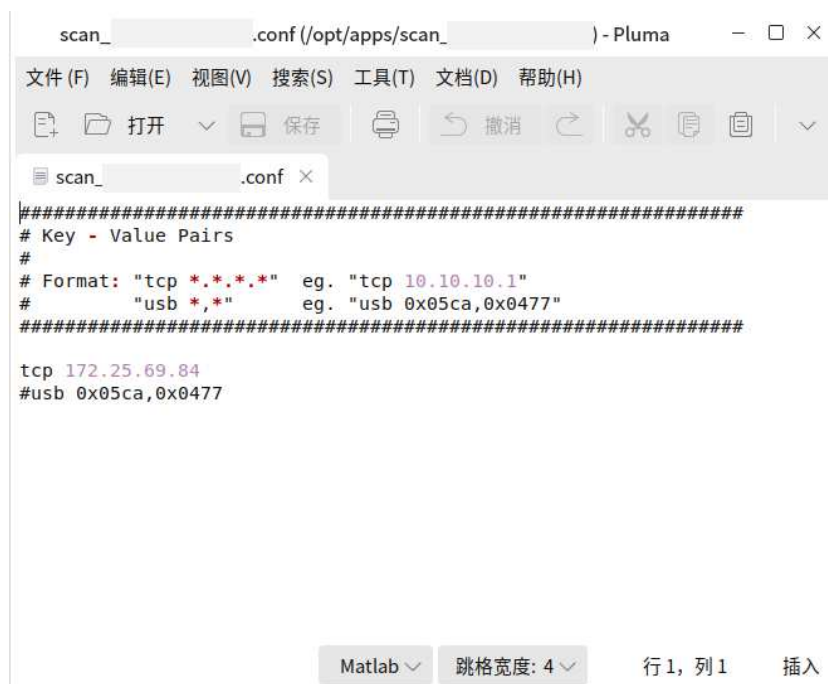 scan_ .conf (/opt/apps/scan_ ) - Pluma
文件 (F) 编辑(E) 视图(V) 搜索(S) 工具(T) 文档(D) 帮助(H)
打开 保存 撤消
scan_ .conf
################################################################
# Key - Value Pairs
#
# Format: "tcp *.*.*.*" eg. "tcp 10.10.10.1"
# "usb *,*" eg. "usb 0x05ca,0x0477"
################################################################
tcp 172.25.69.84
#usb 0x05ca,0x0477
Matlab 跳格宽度: 4 行 1, 列 1 插入